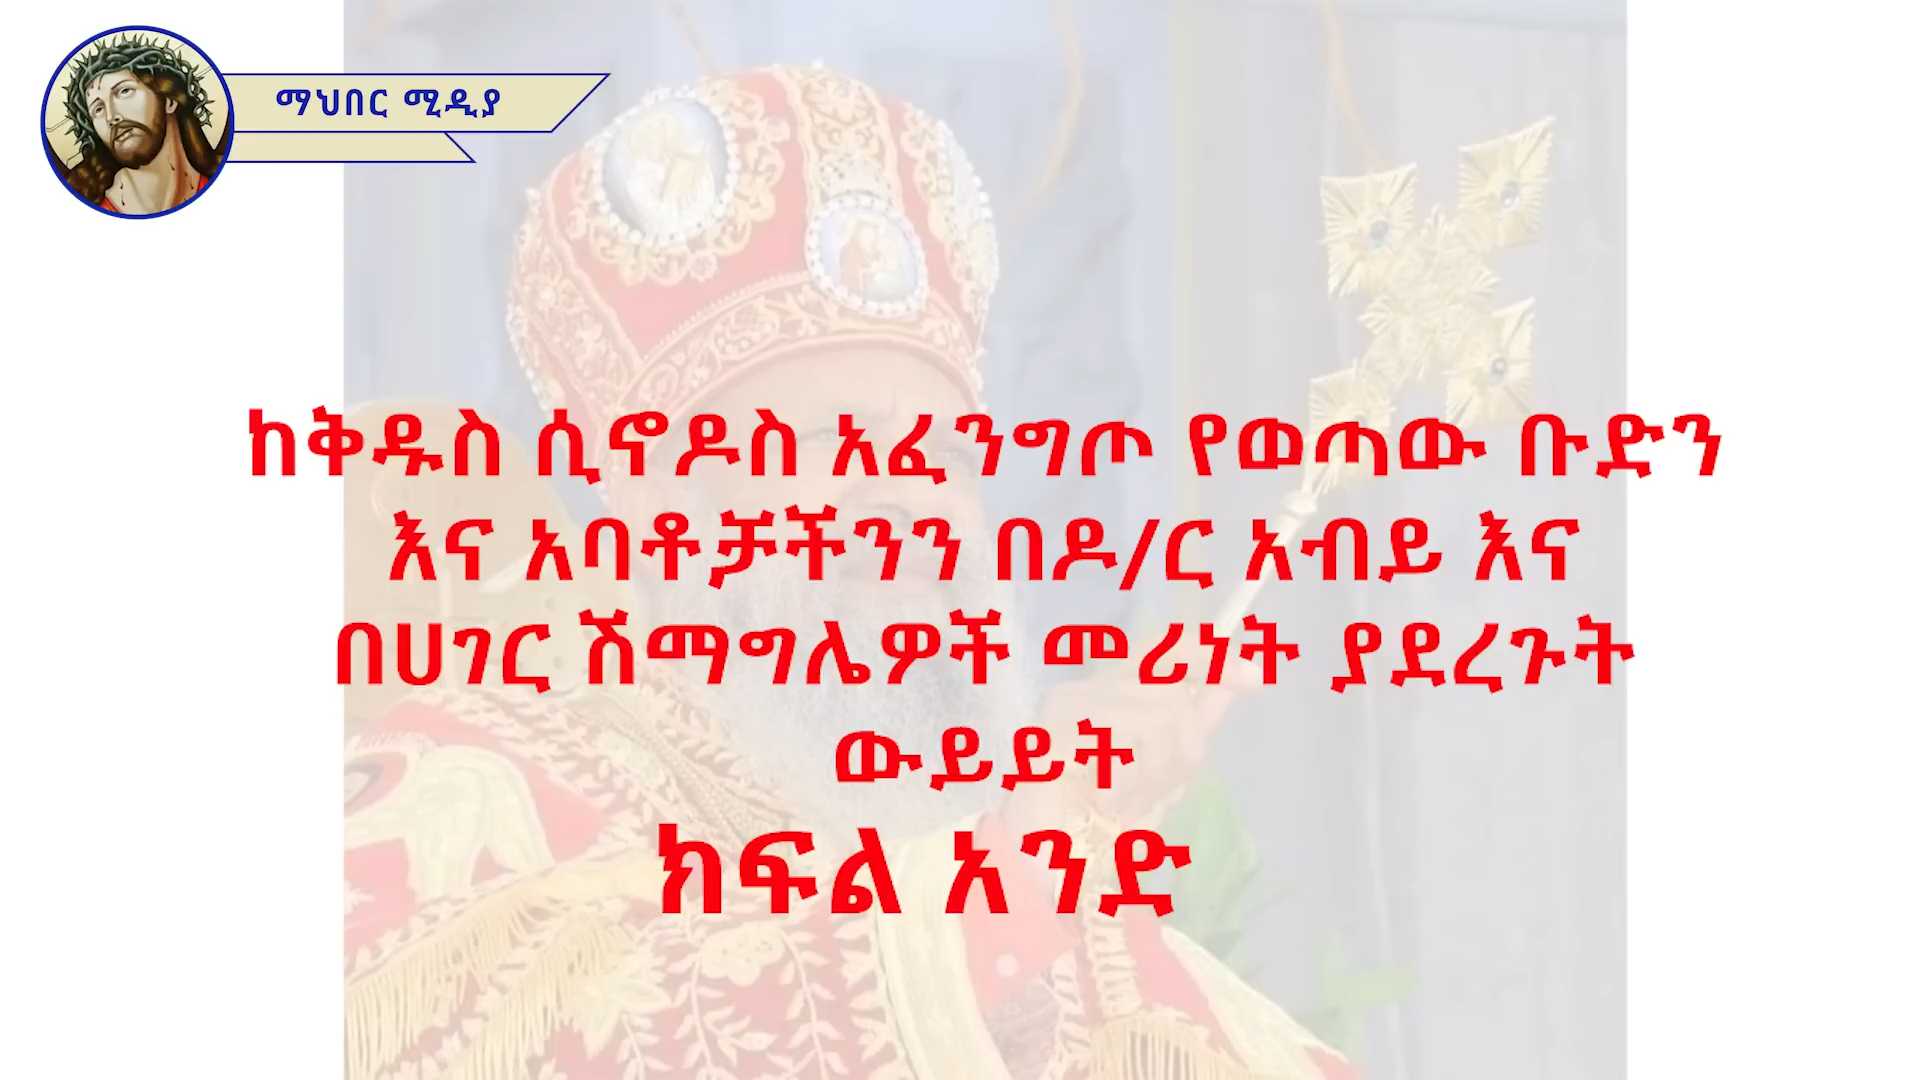 ማህበር ሚዲያ
ከቅዱስ ሲኖዶስ አፈንግጦ የወጣው ቡድን
እና አባቶቻችንን በዶ/ር አብይ እና
በሀገር ሽማግሌዎች መሪነት ያደረጉት
ውይይት
ክፍል አንድ